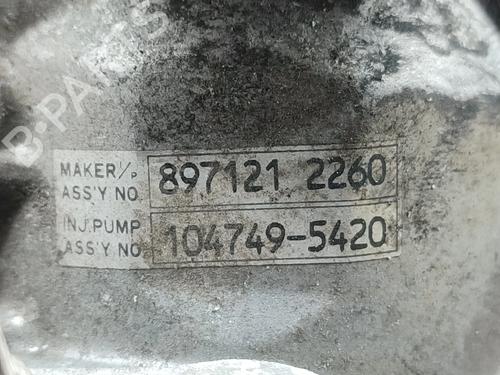 B-PARTS
MAKER I/P 897121 2260
ASS'Y NO.
INJ.PUMP 104749-5420
ASS'Y NO.